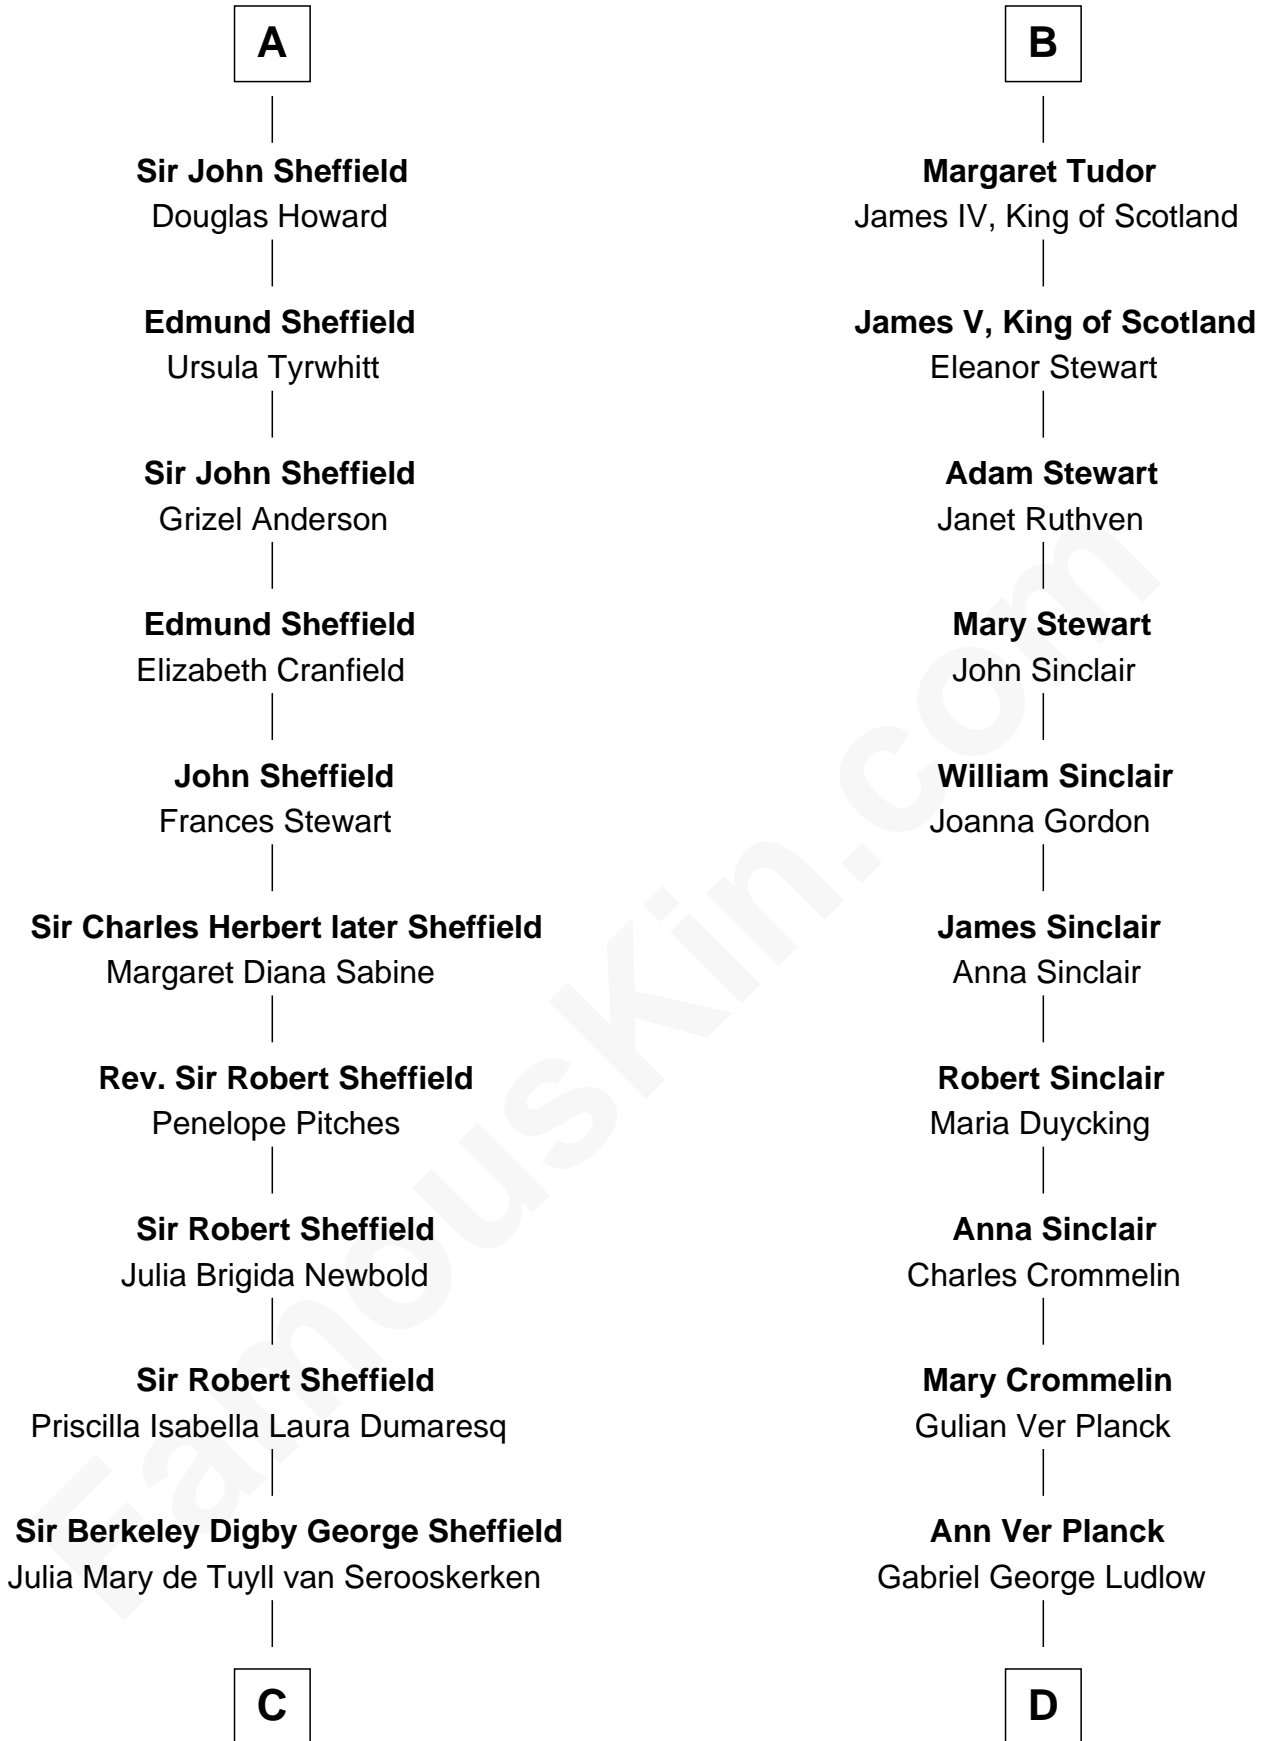 A
Sir John Sheffield
Douglas Howard
Edmund Sheffield
Ursula Tyrwhitt
Sir John Sheffield
Grizel Anderson
Edmund Sheffield
Elizabeth Cranfield
John Sheffield
Frances Stewart
Sir Charles Herbert later Sheffield
Margaret Diana Sabine
Rev. Sir Robert Sheffield
Penelope Pitches
Sir Robert Sheffield
Julia Brigida Newbold
Sir Robert Sheffield
Priscilla Isabella Laura Dumaresq
Sir Berkeley Digby George Sheffield
Julia Mary de Tuyll van Serooskerken
C
B
Margaret Tudor
James IV, King of Scotland
James V, King of Scotland
Eleanor Stewart
Adam Stewart
Janet Ruthven
Mary Stewart
John Sinclair
William Sinclair
Joanna Gordon
James Sinclair
Anna Sinclair
Robert Sinclair
Maria Duycking
Anna Sinclair
Charles Crommelin
Mary Crommelin
Gulian Ver Planck
Ann Ver Planck
Gabriel George Ludlow
D
FamousKin.com